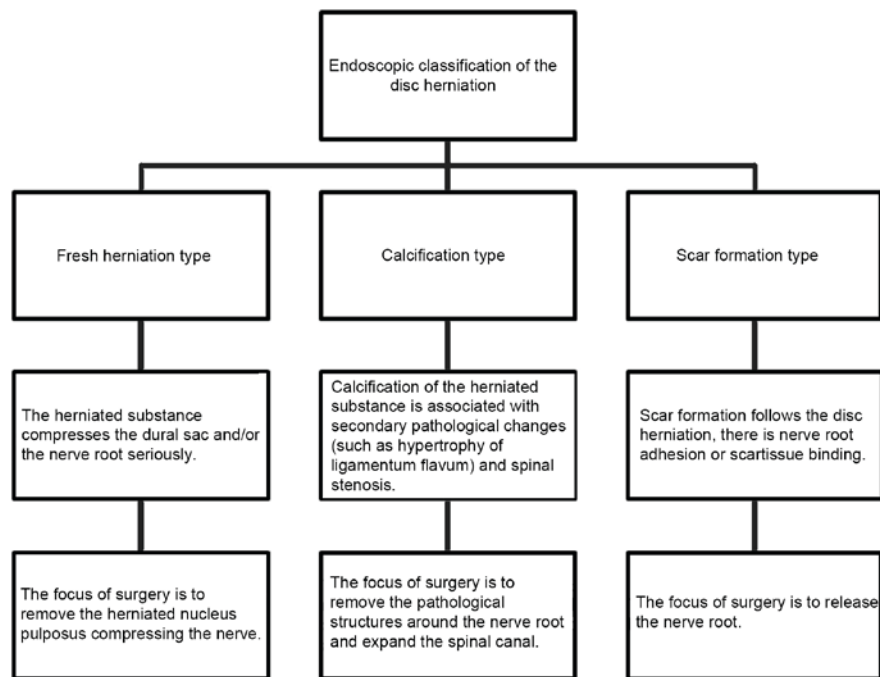 Endoscopic classification of the
disc herniation
Fresh herniation type
Calcification type
Scar formation type
The herniated substance
compresses the dural sac and/or
the nerve root seriously.
Calcification of the herniated
substance is associated with
secondary pathological changes
(such as hypertrophy of
ligamentum flavum) and spinal
stenosis.
Scar formation follows the disc
herniation, there is nerve root
adhesion or scartissue binding.
The focus of surgery is to
remove the herniated nucleus
pulposus compressing the nerve.
The focus of surgery is to
remove the pathological
structures around the nerve root
and expand the spinal canal.
The focus of surgery is to release
the nerve root.